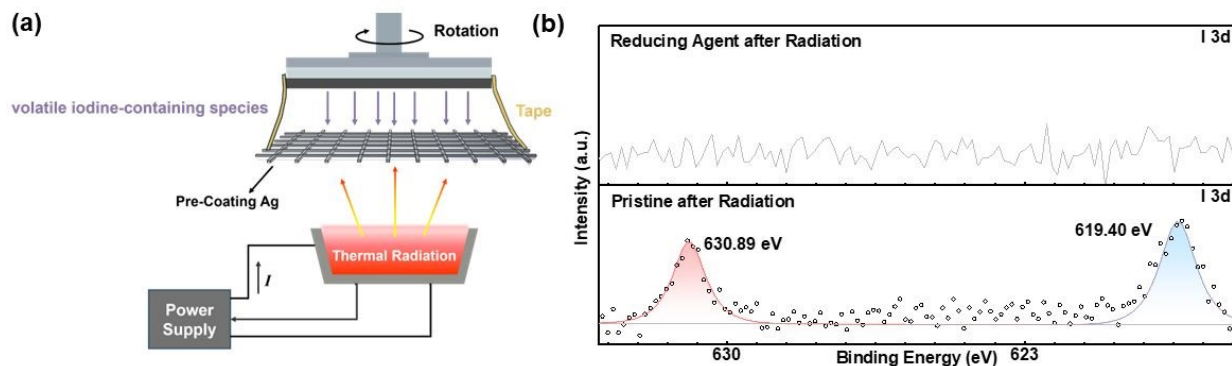 (a)
Rotation
volatile iodine-containing species
Tape
Pre-Coating Ag
Thermal Radiation
I
Power
Supply
(b)
Reducing Agent after Radiation
I 3d
Pristine after Radiation
I 3d
630.89 eV
619.40 eV
Intensity (a.u.)
630
623
Binding Energy (eV)